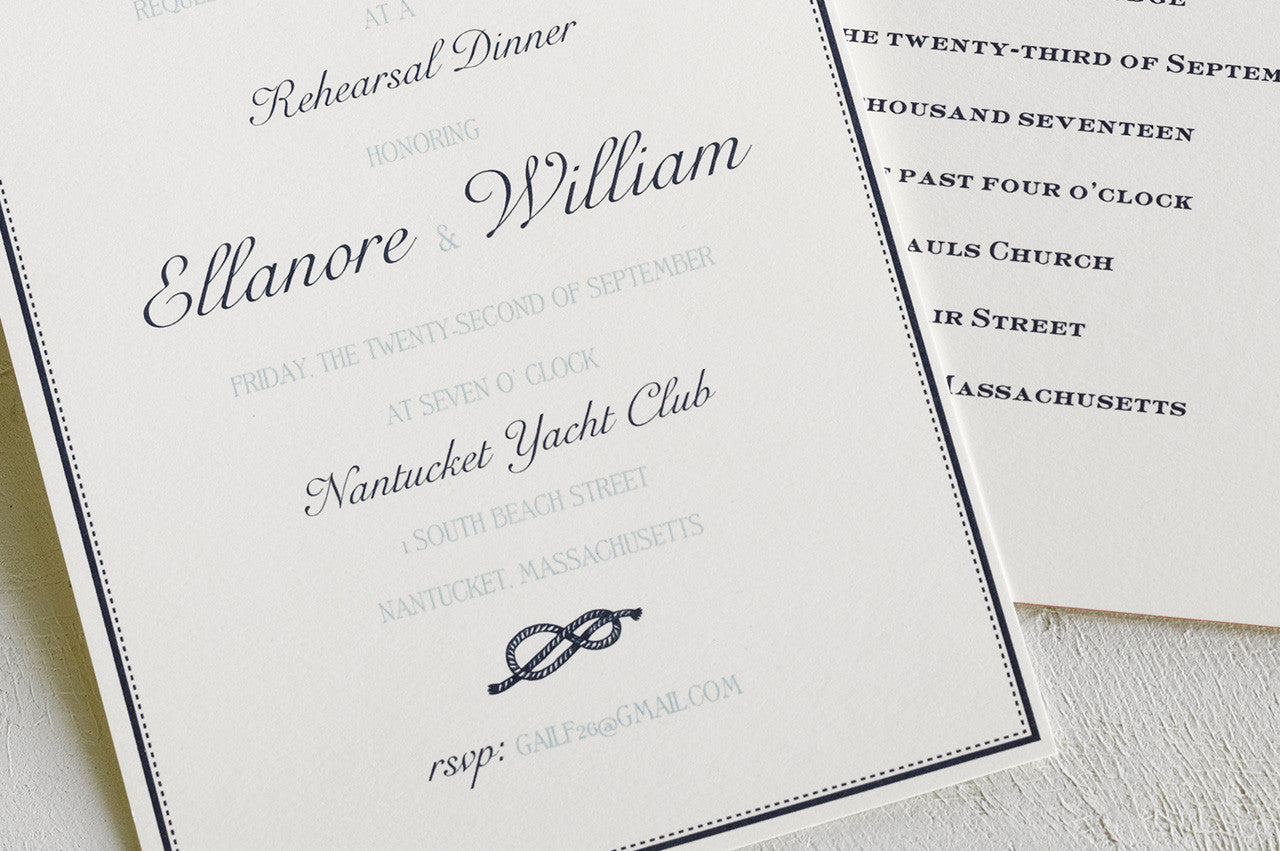 AT A
Rehearsal Dinner
HONORING
Ellanore & William
FRIDAY, THE TWENTY-SECOND OF SEPTEMBER
AT SEVEN O' CLOCK
Nantucket Yacht Club
1 SOUTH BEACH STREET
NANTUCKET, MASSACHUSETTS
rsvp: GAILF26@GMAIL.COM
THE TWENTY-THIRD OF SEPTEM
THOUSAND SEVENTEEN
PAST FOUR O'CLOCK
AULS CHURCH
IR STREET
MASSACHUSETTS